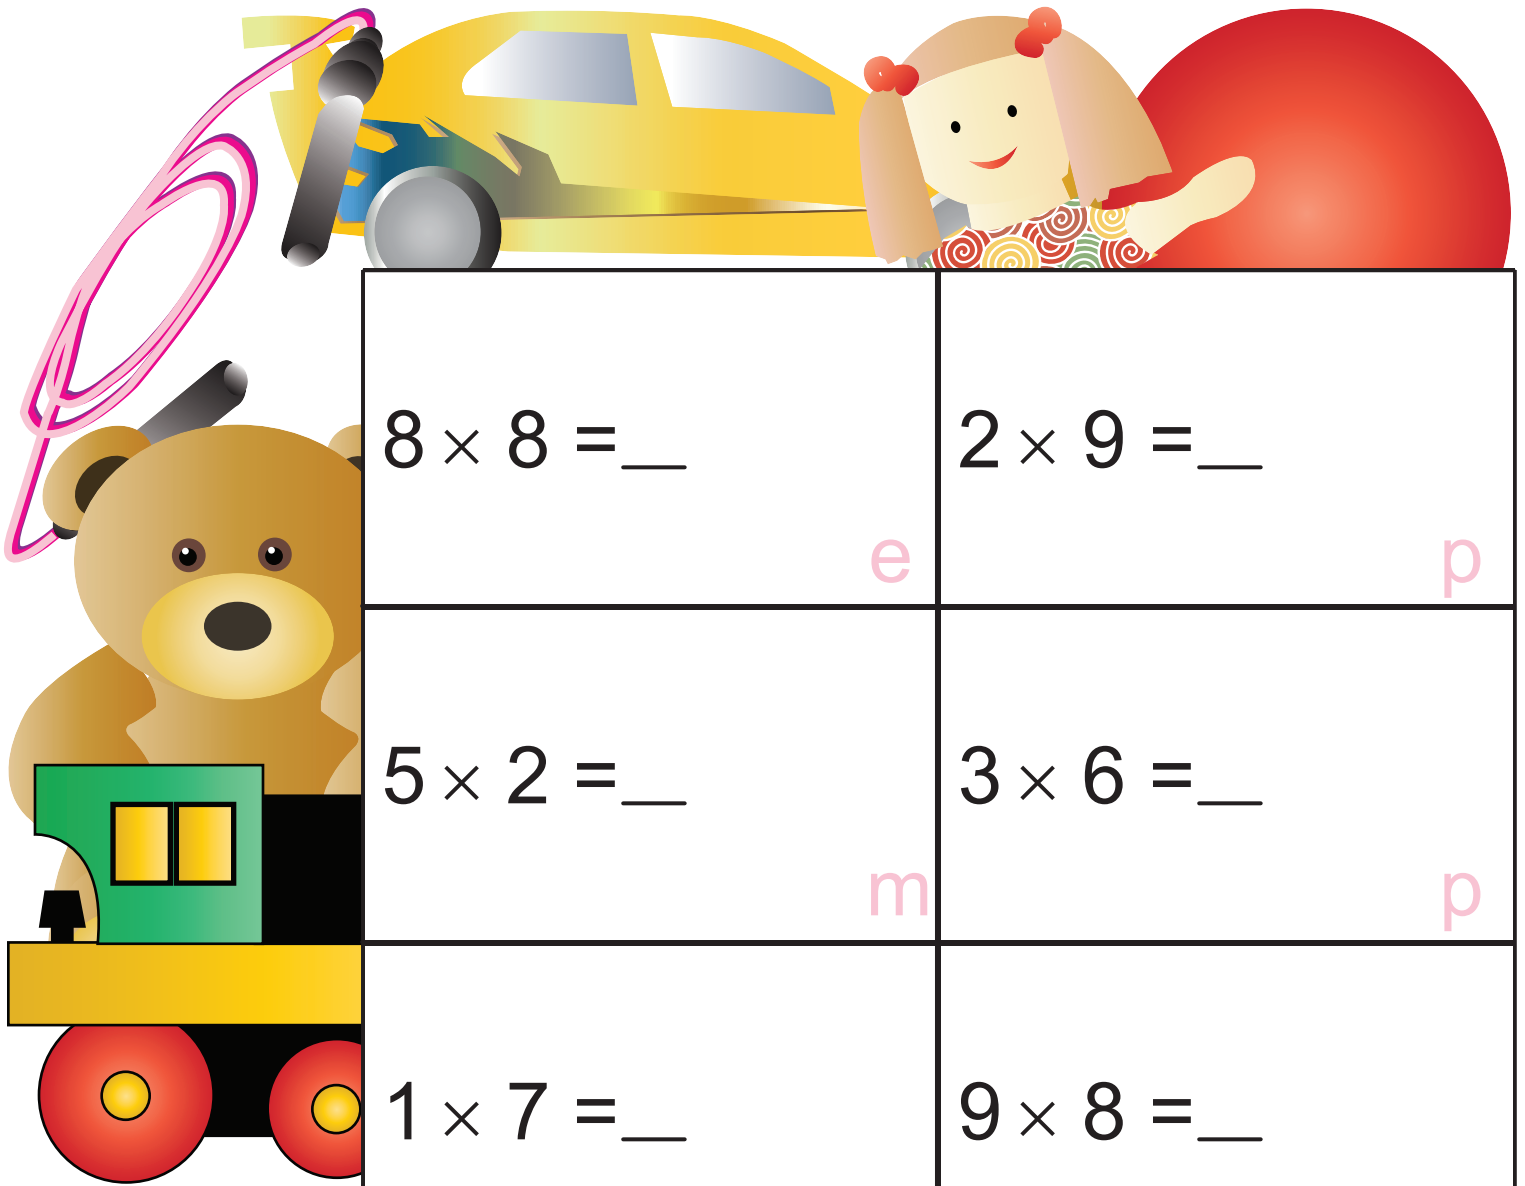 8 × 8 =__ 2 × 9 =__
e p
5 × 2 =__ 3 × 6 =__
m p
1 × 7 =__ 9 × 8 =__